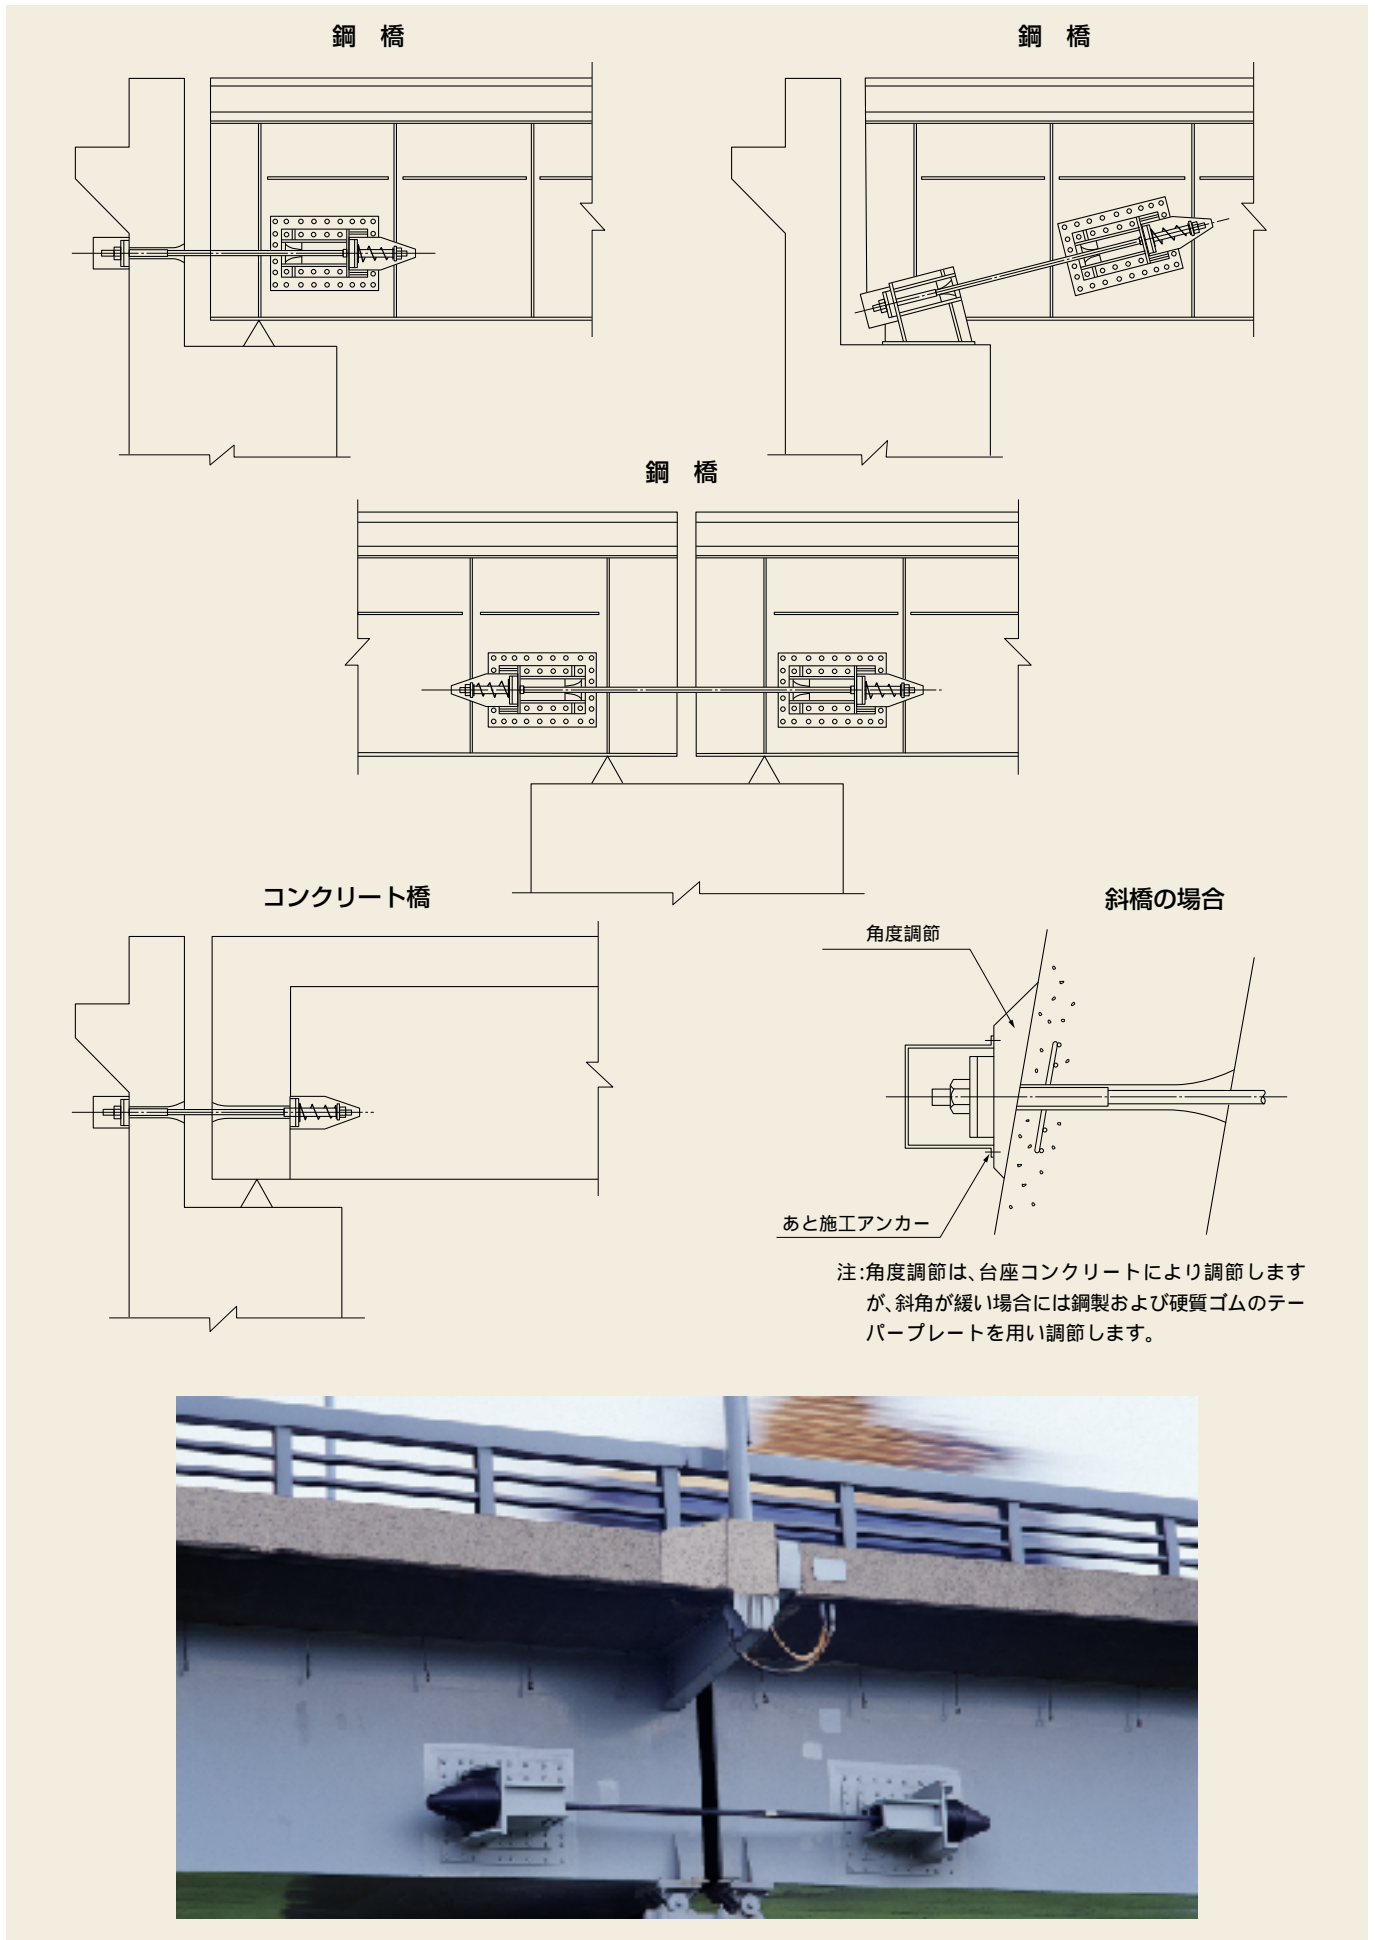 鋼　橋
鋼　橋
鋼　橋
コンクリート橋
斜橋の場合
角度調節
あと施工アンカー
注:角度調節は、台座コンクリートにより調節します
が、斜角が緩い場合には鋼製および硬質ゴムのテー
パープレートを用い調節します。